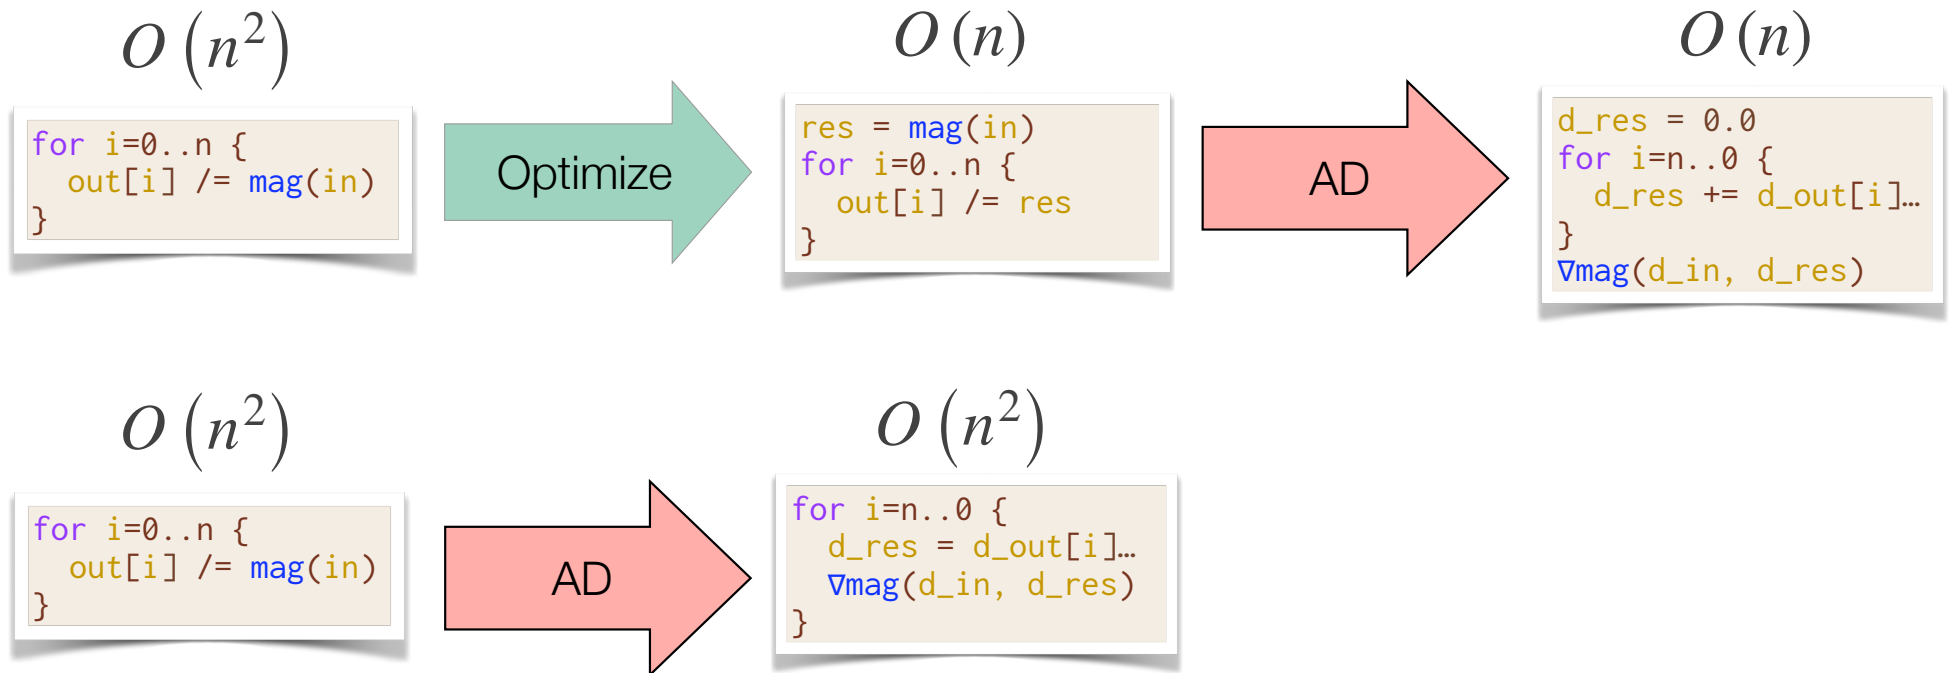 O (n²)
for i=0..n {
  out[i] /= mag(in)
}
Optimize
O (n)
res = mag(in)
for i=0..n {
  out[i] /= res
}
AD
O (n)
d_res = 0.0
for i=n..0 {
  d_res += d_out[i]…
}
∇mag(d_in, d_res)
O (n²)
for i=0..n {
  out[i] /= mag(in)
}
AD
O (n²)
for i=n..0 {
  d_res = d_out[i]…
  ∇mag(d_in, d_res)
}